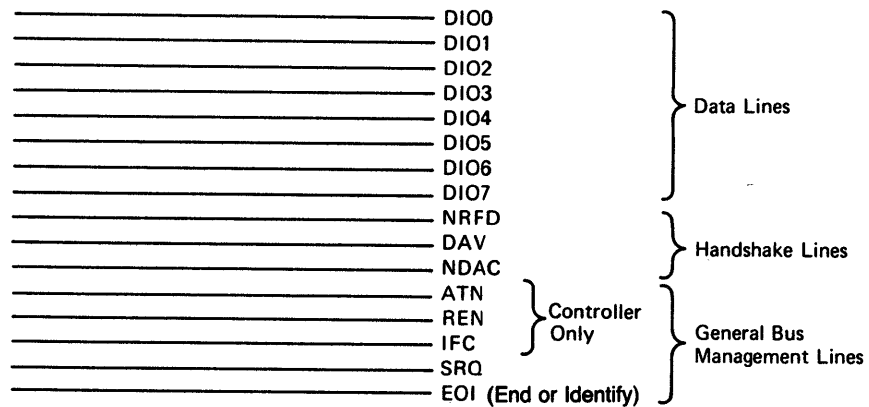 DIO0
DIO1
DIO2
DIO3
DIO4
DIO5
DIO6
DIO7
Data Lines
NRFD
DAV
NDAC
Handshake Lines
ATN
REN
IFC
Controller
Only
SRQ
EOI (End or Identify)
General Bus
Management Lines